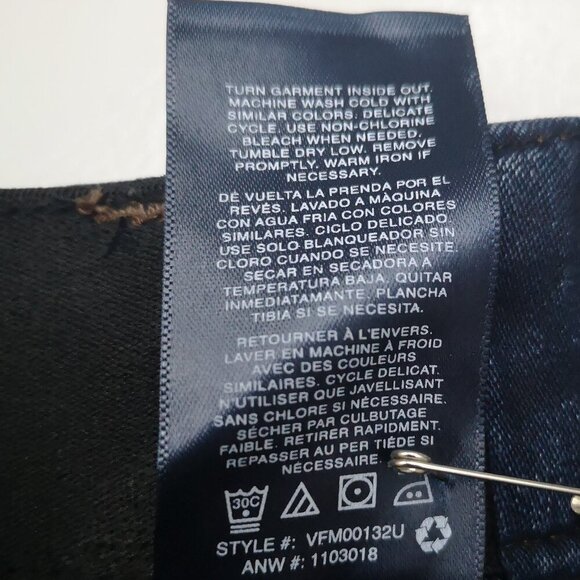 TURN GARMENT INSIDE OUT.
MACHINE WASH COLD WITH
SIMILAR COLORS. DELICATE
CYCLE. USE NON-CHLORINE
BLEACH WHEN NEEDED.
TUMBLE DRY LOW. REMOVE
PROMPTLY. WARM IRON IF
NECESSARY.
DÉ VUELTA LA PRENDA POR EL
REVÉS. LAVADO A MÀQUINA
CON AGUA FRIA CON COLORES
SIMILARES. CICLO DELICADO.
USE SOLO BLANQUEADOR SIN
CLORO CUANDO SE NECESITE
SECAR EN SECADORA A
TEMPERATURA BAJA. QUITAR
INMEDIATAMANTE. PLANCHA
TIBIA SI SE NECESITA.
RETOURNER À L'ENVERS.
LAVER EN MACHINE À FROID
AVEC DES COULEURS
SIMILAIRES. CYCLE DELICAT.
N'UTILISER QUE JAVELLISANT
SANS CHLORE SI NÉCESSAIRE.
SÉCHER PAR CULBUTAGE
FAIBLE. RETIRER RAPIDMENT.
REPASSER AU PER TIÉDE SI
NÉCESSAIRE.
30C
STYLE #: VFM00132U
ANW #: 1103018